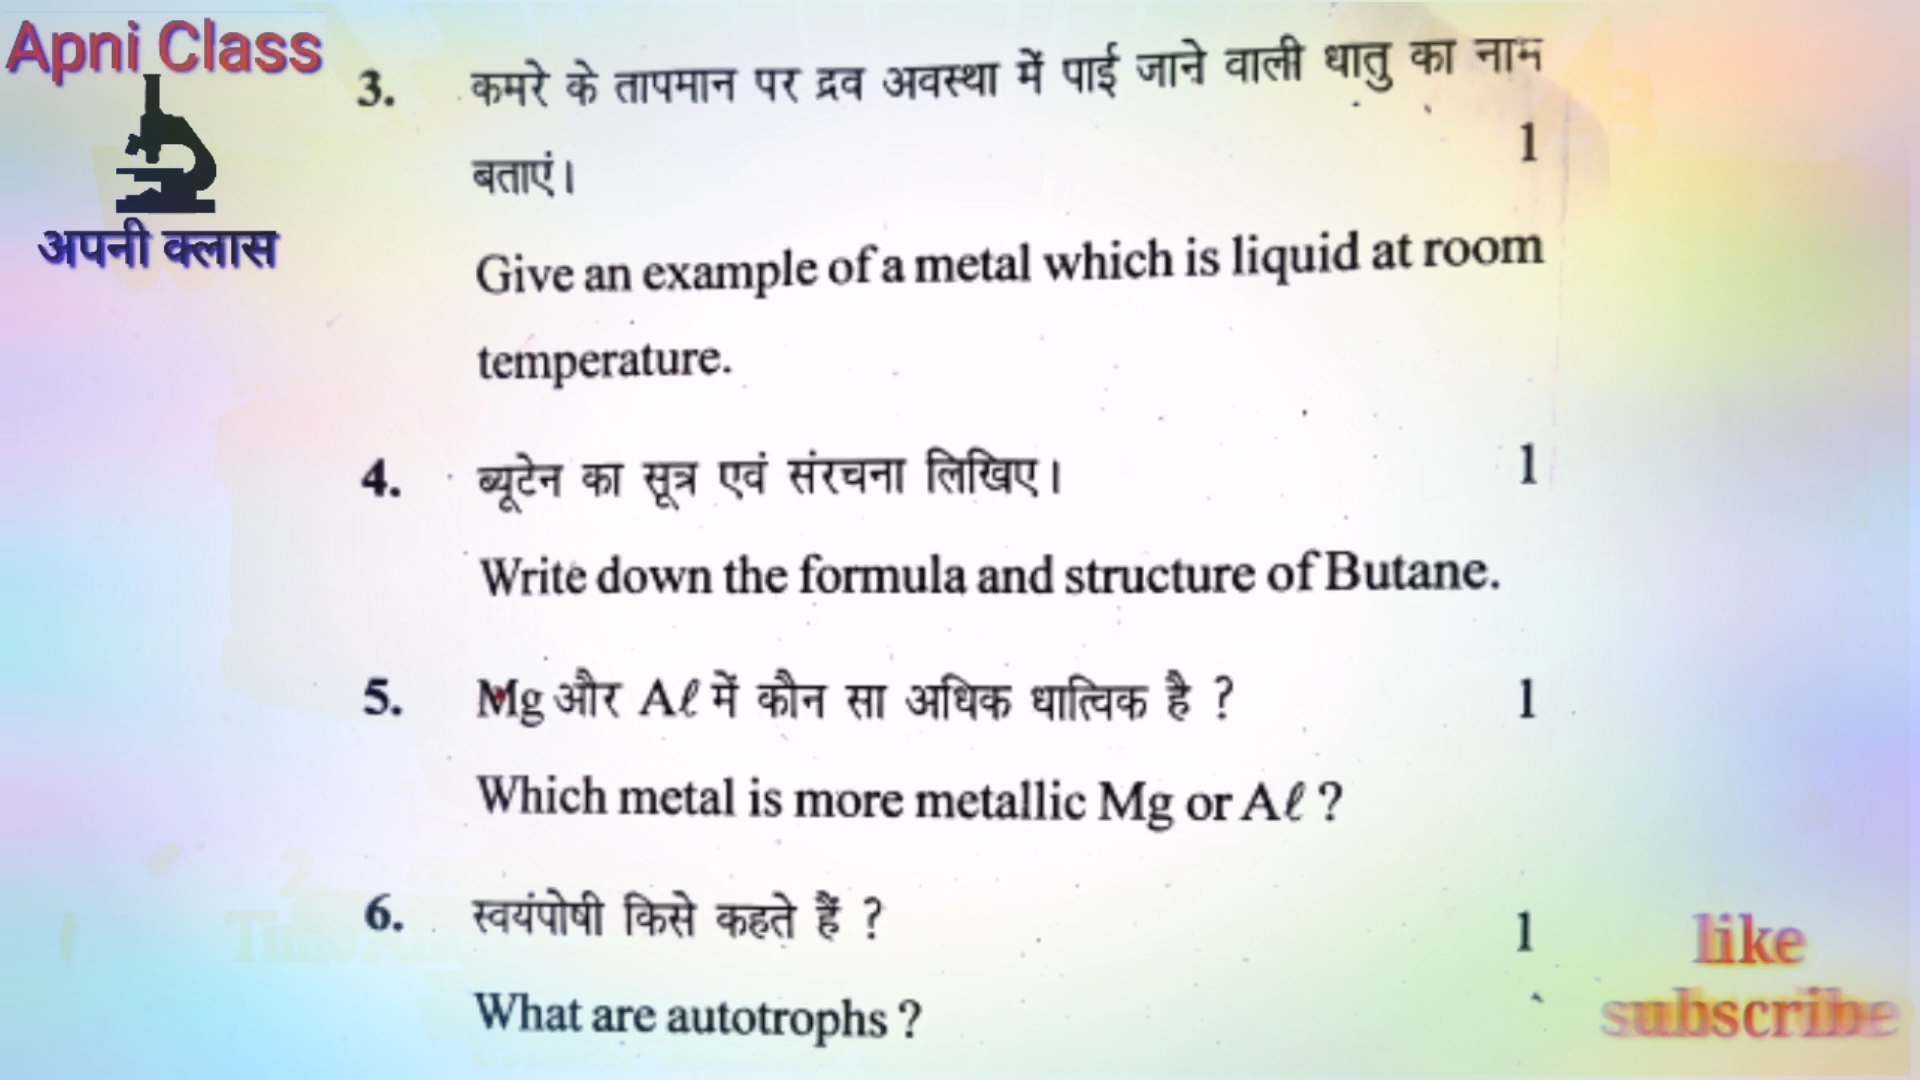 Apni Class
अपनी क्लास
3. कमरे के तापमान पर द्रव अवस्था में पाई जाने वाली धातु का नाम
बताएं। 1
Give an example of a metal which is liquid at room
temperature.
4. ब्यूटेन का सूत्र एवं संरचना लिखिए। 1
Write down the formula and structure of Butane.
5. Mg और Aℓ में कौन सा अधिक धात्विक है ? 1
Which metal is more metallic Mg or Aℓ ?
6. स्वयंपोषी किसे कहते हैं ? 1
What are autotrophs ?
like
subscribe